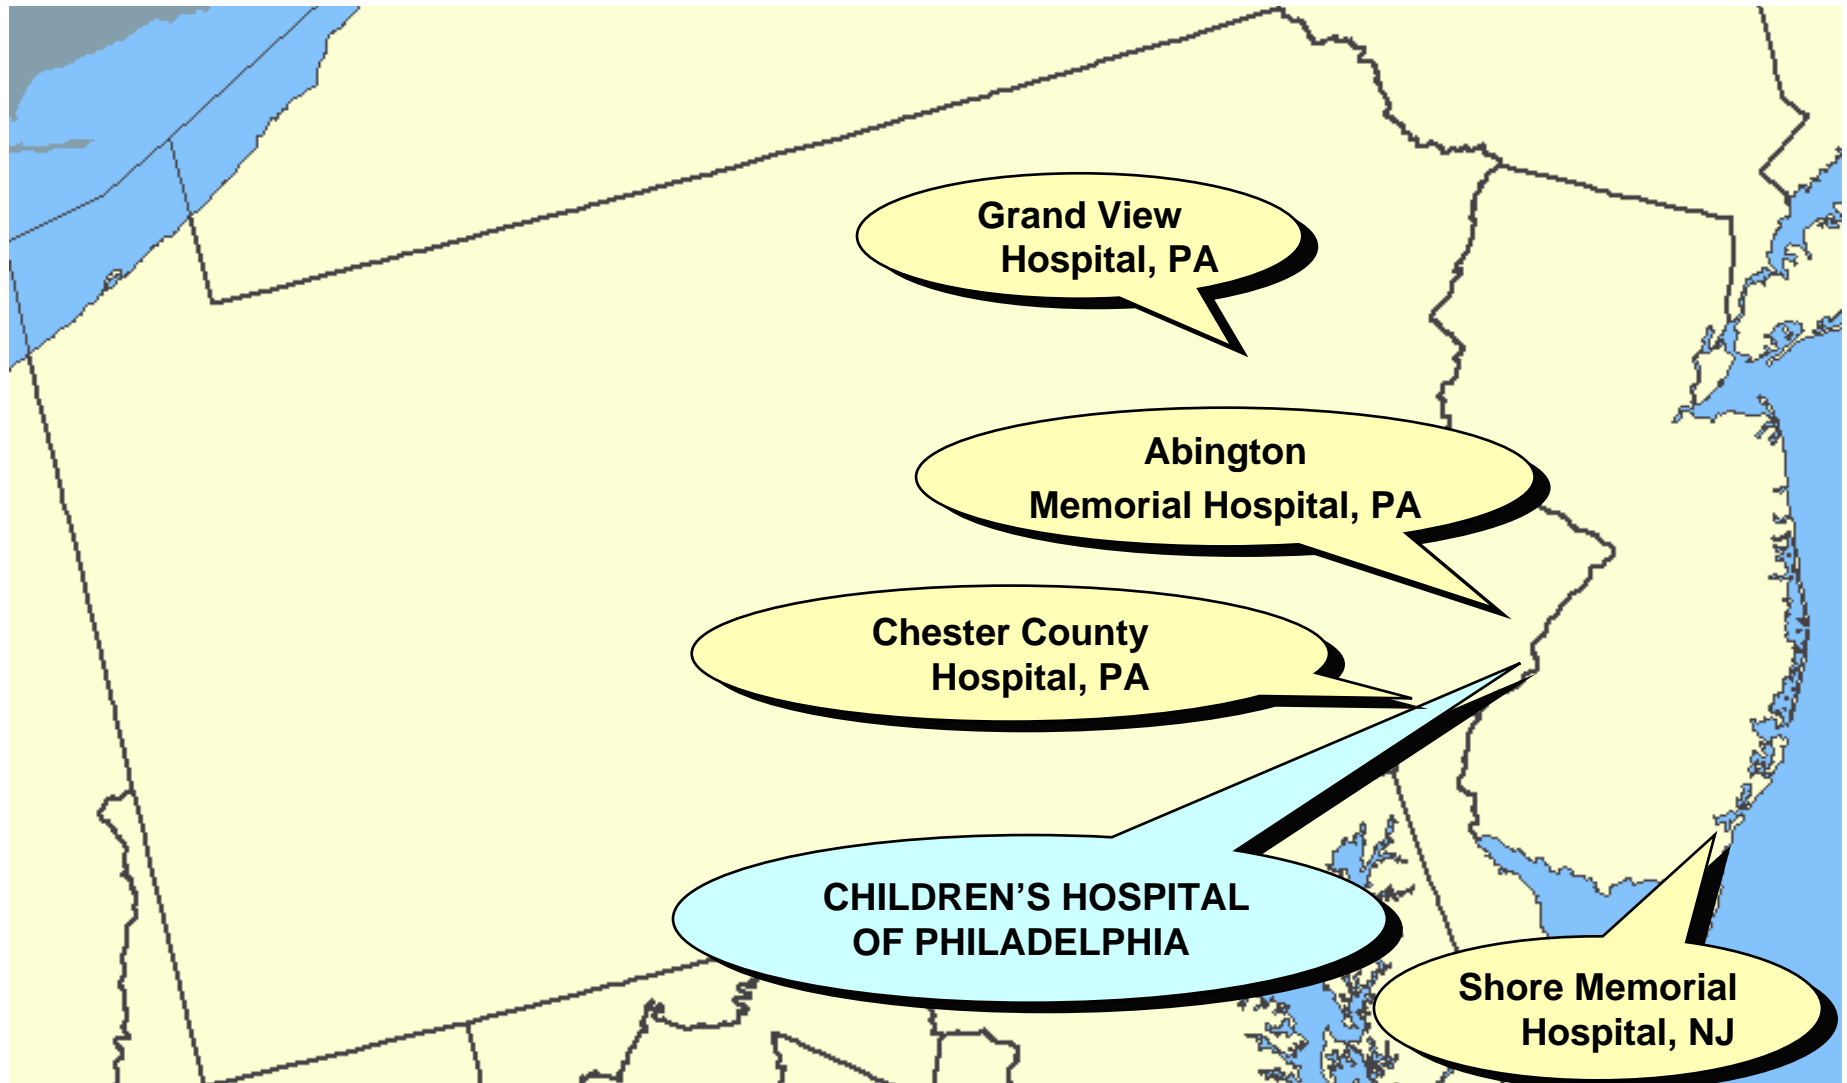 Grand View
Hospital, PA
Abington
Memorial Hospital, PA
Chester County
Hospital, PA
CHILDREN’S HOSPITAL
OF PHILADELPHIA
Shore Memorial
Hospital, NJ